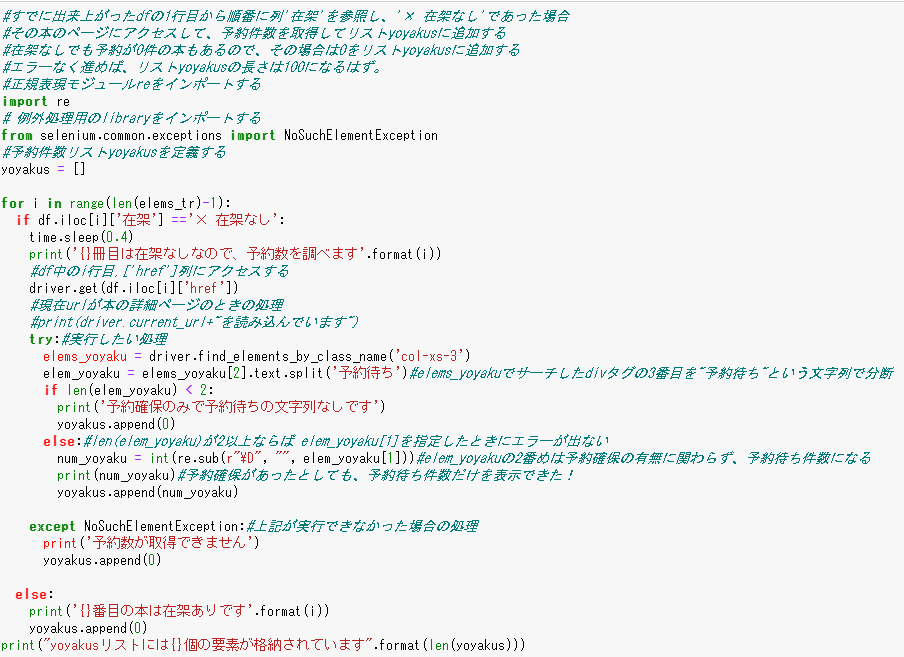 #すでに出来上がったdfの1行目から順番に列'在架'を参照し、'× 在架なし'であった場合
#その本のページにアクセスして、予約件数を取得してリストyoyakusに追加する
#在架なしでも予約が0件の本もあるので、その場合は0をリストyoyakusに追加する
#エラーなく進めば、リストyoyakusの長さは100になるはず。
#正規表現モジュールreをインポートする
import re
# 例外処理用のlibraryをインポートする
from selenium.common.exceptions import NoSuchElementException
#予約件数リストyoyakusを定義する
yoyakus = []

for i in range(len(elems_tr)-1):
  if df.iloc[i]['在架'] =='× 在架なし':
    time.sleep(0.4)
    print('{}冊目は在架なしなので、予約数を調べます'.format(i))
    #df中のi行目,['href']列にアクセスする
    driver.get(df.iloc[i]['href'])
    #現在urlが本の詳細ページのときの処理
    #print(driver.current_url+"を読み込んでいます")
    try:#実行したい処理
      elems_yoyaku = driver.find_elements_by_class_name('col-xs-3')
      elem_yoyaku = elems_yoyaku[2].text.split('予約待ち')#elems_yoyakuでサーチしたdivタグの3番目を"予約待ち"という文字列で分断
      if len(elem_yoyaku) < 2:
        print('予約確保のみで予約待ちの文字列なしです')
        yoyakus.append(0)
      else:#len(elem_yoyaku)が2以上ならば elem_yoyaku[1]を指定したときにエラーが出ない
        num_yoyaku = int(re.sub(r"¥D", "", elem_yoyaku[1]))#elem_yoyakuの2番めは予約確保の有無に関わらず、予約待ち件数になる
        print(num_yoyaku)#予約確保があったとしても、予約待ち件数だけを表示できた！
        yoyakus.append(num_yoyaku)

    except NoSuchElementException:#上記が実行できなかった場合の処理
      print('予約数が取得できません')
      yoyakus.append(0)

  else:
    print('{}番目の本は在架ありです'.format(i))
    yoyakus.append(0)
print("yoyakusリストには{}個の要素が格納されています".format(len(yoyakus)))